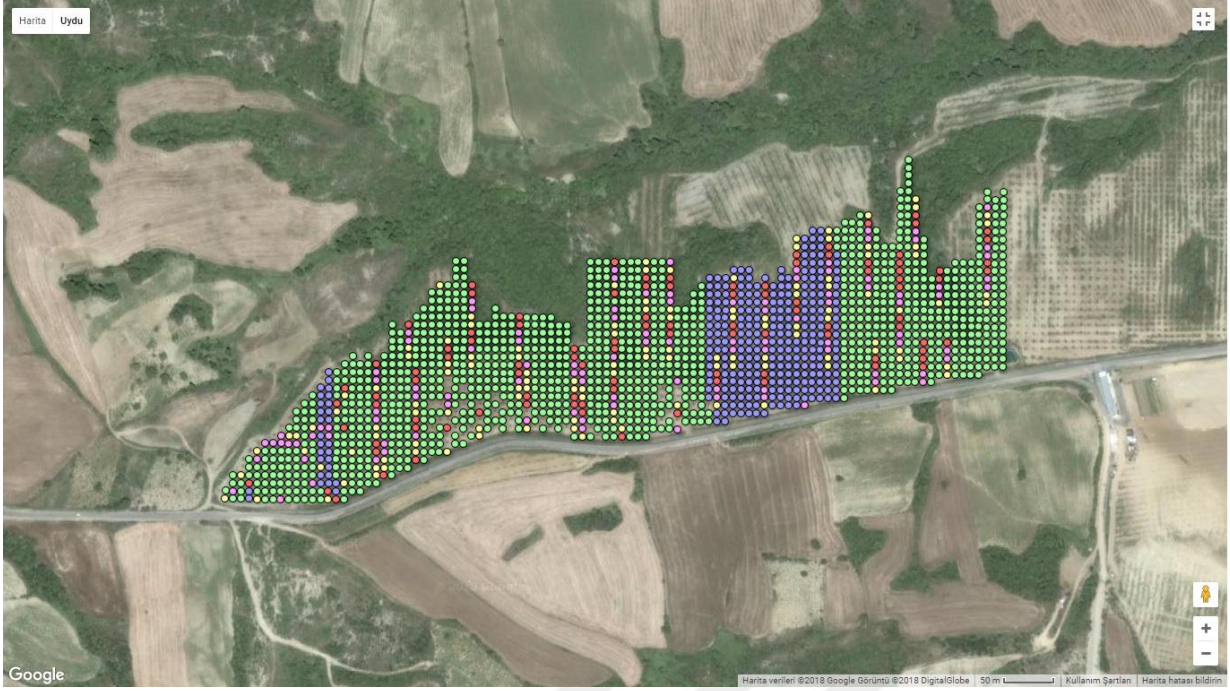 Harita Uydu
Google
Harita verileri ©2018 Google Görüntü ©2018 DigitalGlobe 50 m Kullanım Şartları Harita hatası bildirin